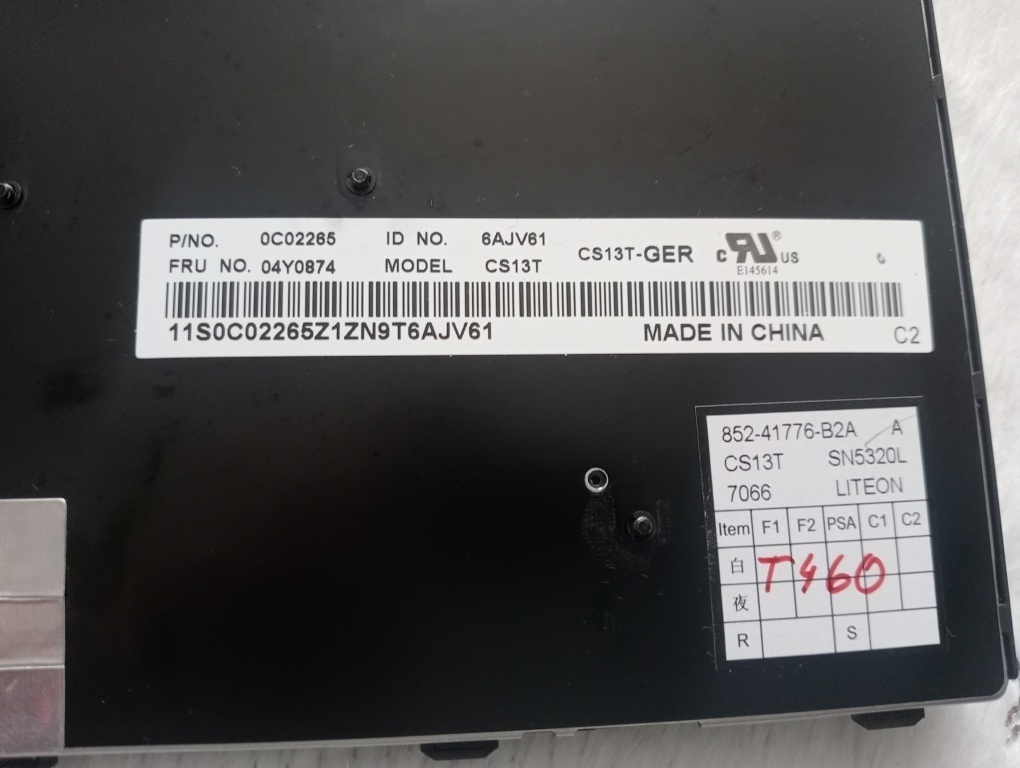 P/NO. 0C02265 ID NO. 6AJV61
FRU NO. 04Y0874 MODEL CS13T CS13T-GER c RU ® US
E145614
11S0C02265Z1ZN9T6AJV61 MADE IN CHINA C2
852-41776-B2A A
CS13T SN5320L
7066 LITEON
Item F1 F2 PSA C1 C2
白 T460
夜
R S